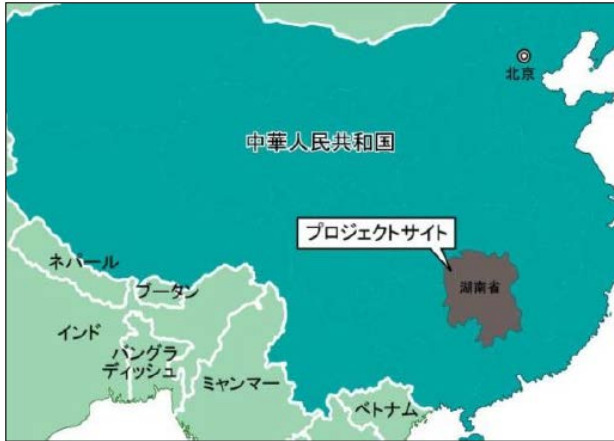 北京
中華人民共和国
プロジェクトサイト
湖南省
ネパール
ブータン
インド
バングラ
ディッシュ
ミャンマー
ベトナム